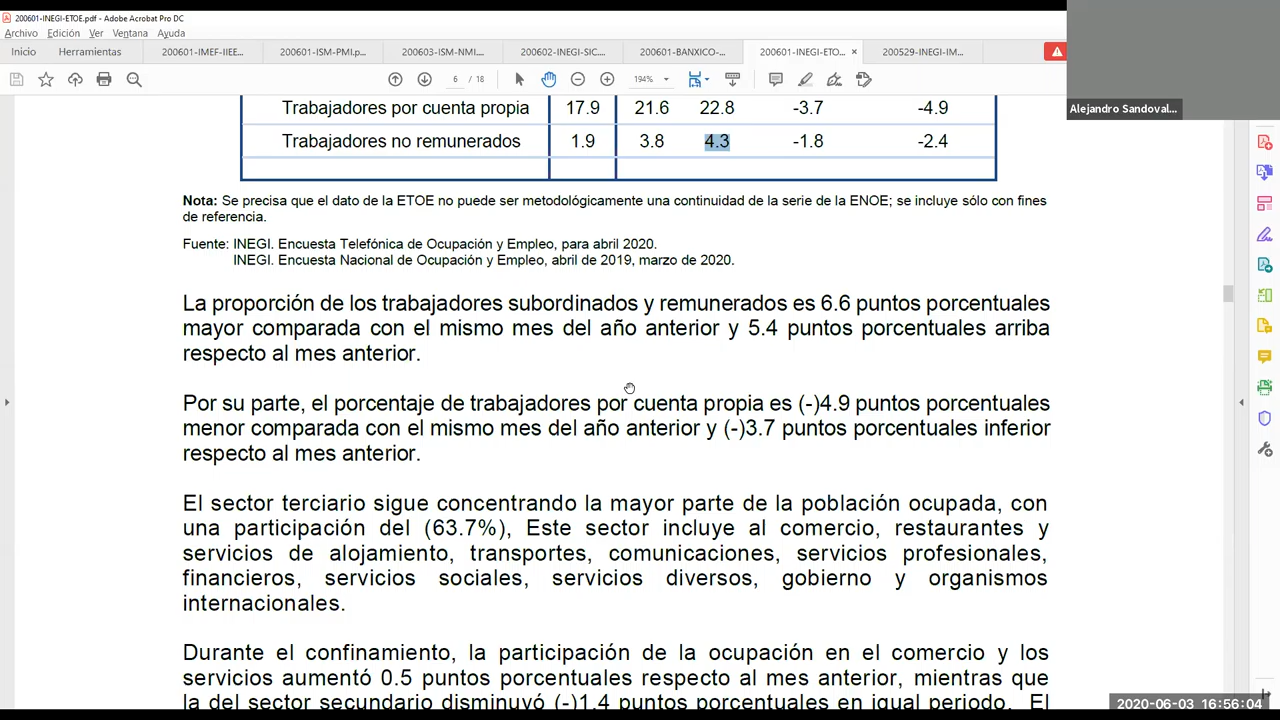 200601-INEGI-ETOE.pdf - Adobe Acrobat Pro DC
Archivo Edición Ver Ventana Ayuda
Inicio Herramientas 200601-IMEF-IIEE... 200601-ISM-PMI.p... 200603-ISM-NMI.... 200602-INEGI-SIC.... 200601-BANXICO-... 200601-INEGI-ETO... × 200529-INEGI-IM...
6 / 18 194%
Alejandro Sandoval...
Trabajadores por cuenta propia 17.9 21.6 22.8 -3.7 -4.9
Trabajadores no remunerados 1.9 3.8 4.3 -1.8 -2.4
Nota: Se precisa que el dato de la ETOE no puede ser metodológicamente una continuidad de la serie de la ENOE; se incluye sólo con fines
de referencia.
Fuente: INEGI. Encuesta Telefónica de Ocupación y Empleo, para abril 2020.
INEGI. Encuesta Nacional de Ocupación y Empleo, abril de 2019, marzo de 2020.
La proporción de los trabajadores subordinados y remunerados es 6.6 puntos porcentuales
mayor comparada con el mismo mes del año anterior y 5.4 puntos porcentuales arriba
respecto al mes anterior.
Por su parte, el porcentaje de trabajadores por cuenta propia es (-)4.9 puntos porcentuales
menor comparada con el mismo mes del año anterior y (-)3.7 puntos porcentuales inferior
respecto al mes anterior.
El sector terciario sigue concentrando la mayor parte de la población ocupada, con
una participación del (63.7%), Este sector incluye al comercio, restaurantes y
servicios de alojamiento, transportes, comunicaciones, servicios profesionales,
financieros, servicios sociales, servicios diversos, gobierno y organismos
internacionales.
Durante el confinamiento, la participación de la ocupación en el comercio y los
servicios aumentó 0.5 puntos porcentuales respecto al mes anterior, mientras que
la del sector secundario disminuyó (-)1.4 puntos porcentuales en igual periodo. El
2020-06-03 16:56:04